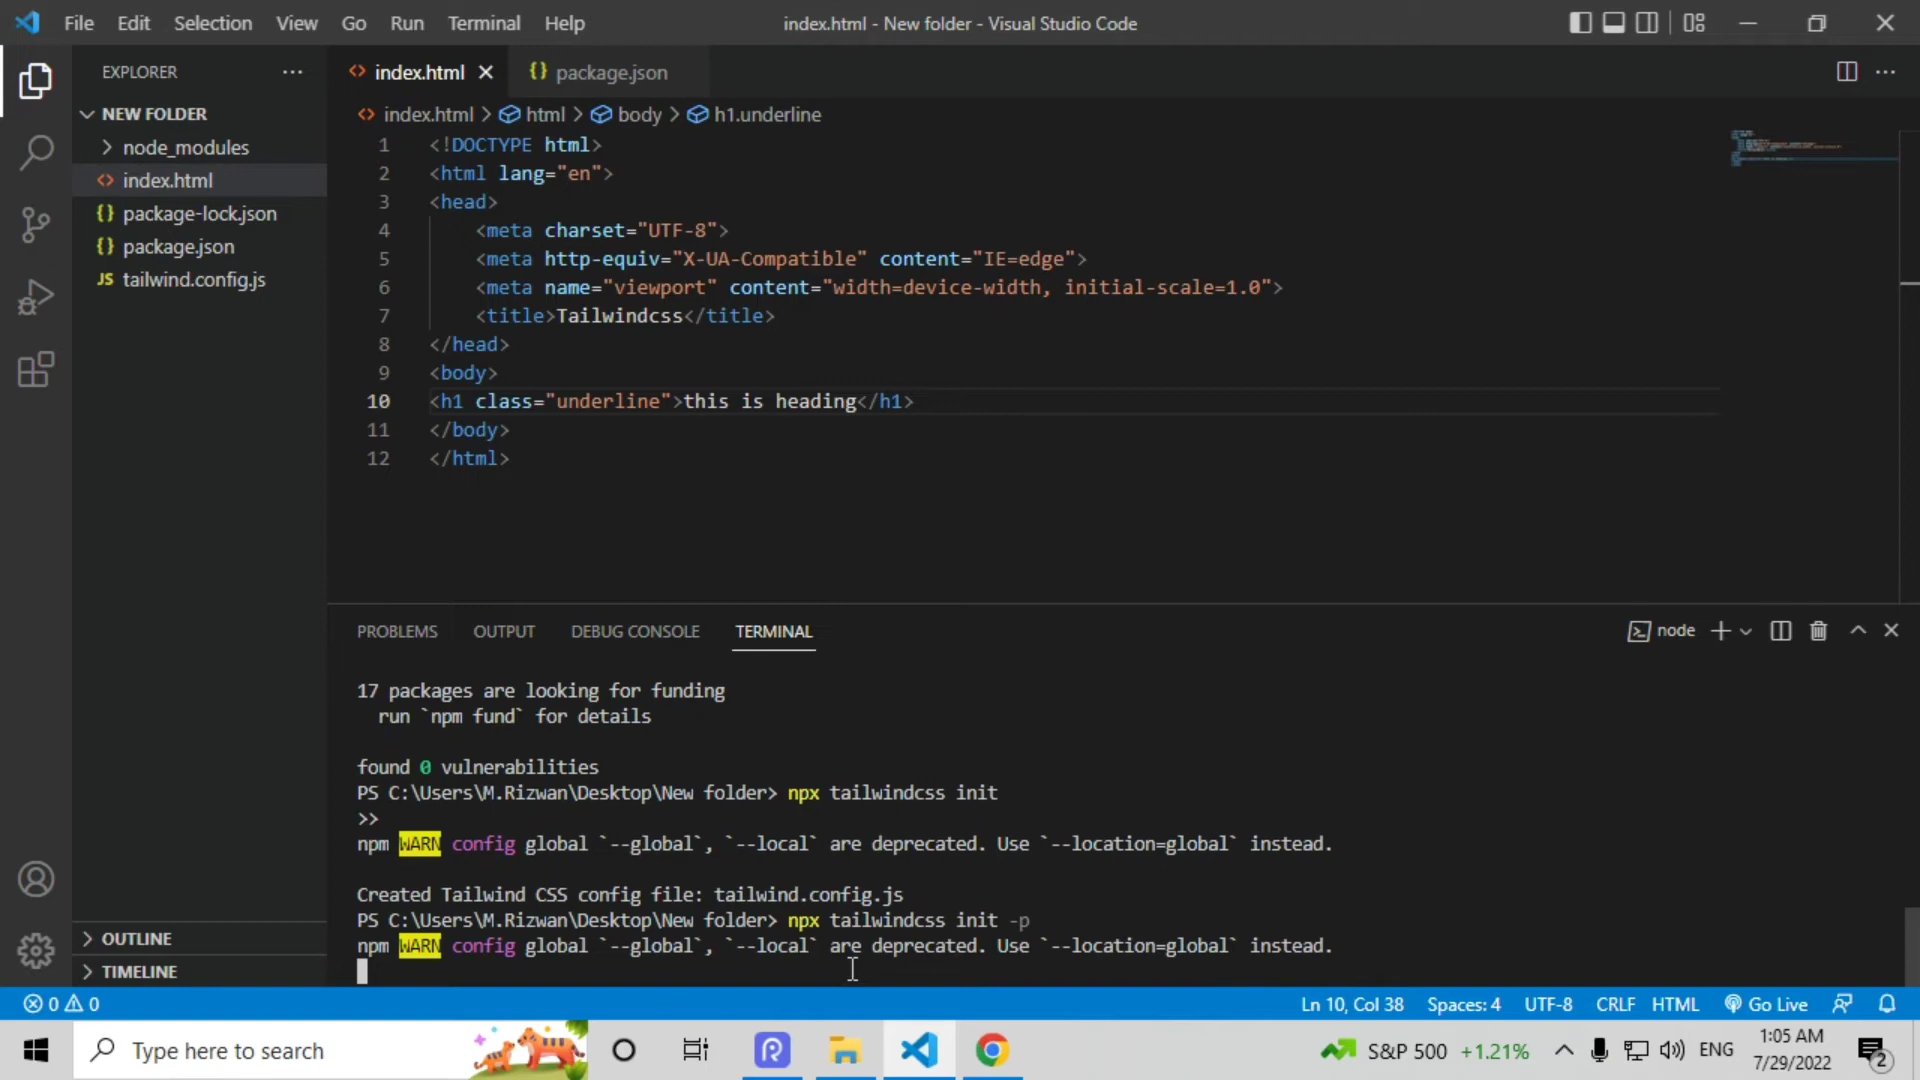 File Edit Selection View Go Run Terminal Help
index.html - New folder - Visual Studio Code
EXPLORER
NEW FOLDER
node_modules
index.html
package-lock.json
package.json
tailwind.config.js
OUTLINE
TIMELINE
index.html
package.json
index.html > html > body > h1.underline
1 <!DOCTYPE html>
2 <html lang="en">
3 <head>
4 <meta charset="UTF-8">
5 <meta http-equiv="X-UA-Compatible" content="IE=edge">
6 <meta name="viewport" content="width=device-width, initial-scale=1.0">
7 <title>Tailwindcss</title>
8 </head>
9 <body>
10 <h1 class="underline">this is heading</h1>
11 </body>
12 </html>
PROBLEMS OUTPUT DEBUG CONSOLE TERMINAL
node
17 packages are looking for funding
run `npm fund` for details
found 0 vulnerabilities
PS C:\Users\M.Rizwan\Desktop\New folder> npx tailwindcss init
>>
npm WARN config global `--global`, `--local` are deprecated. Use `--location=global` instead.
Created Tailwind CSS config file: tailwind.config.js
PS C:\Users\M.Rizwan\Desktop\New folder> npx tailwindcss init -p
npm WARN config global `--global`, `--local` are deprecated. Use `--location=global` instead.
0 0
Ln 10, Col 38 Spaces: 4 UTF-8 CRLF HTML Go Live
Type here to search
S&P 500 +1.21%
ENG
1:05 AM
7/29/2022
2